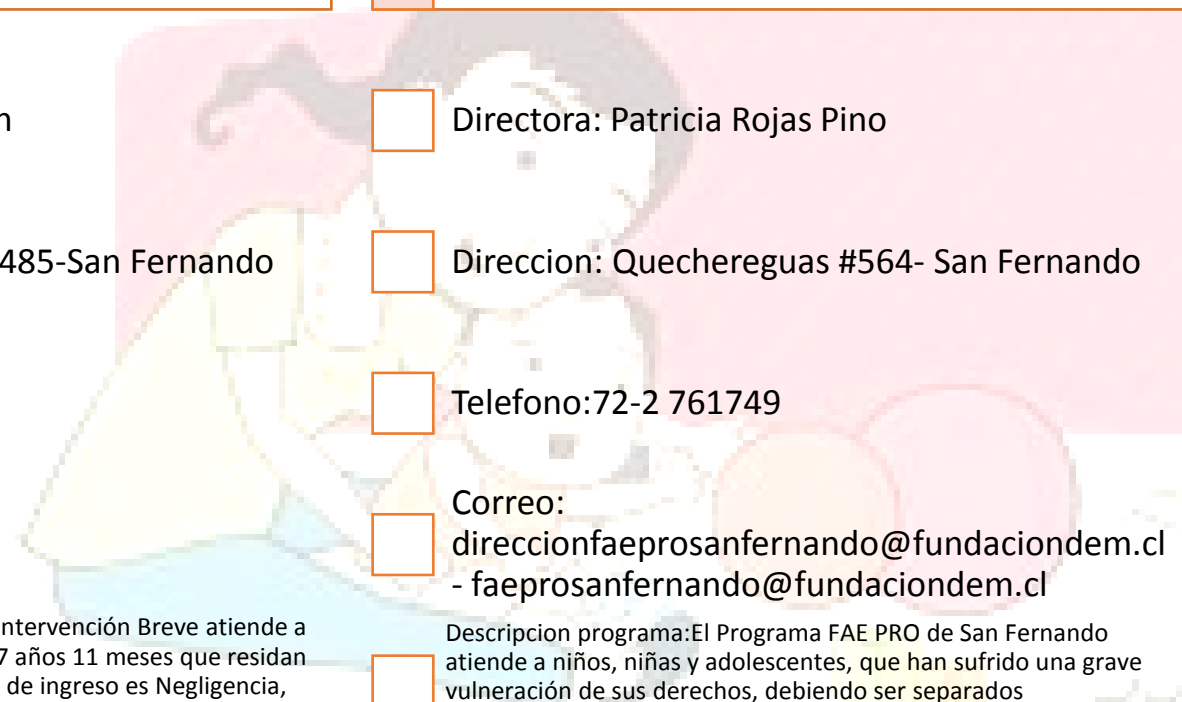 485-San Fernando
ntervención Breve atiende a
7 años 11 meses que residan
de ingreso es Negligencia,
Directora: Patricia Rojas Pino
Direccion: Quechereguas #564- San Fernando
Telefono:72-2 761749
Correo:
direccionfaeprosanfernando@fundaciondem.cl
- faeprosanfernando@fundaciondem.cl
Descripcion programa:El Programa FAE PRO de San Fernando
atiende a niños, niñas y adolescentes, que han sufrido una grave
vulneración de sus derechos, debiendo ser separados